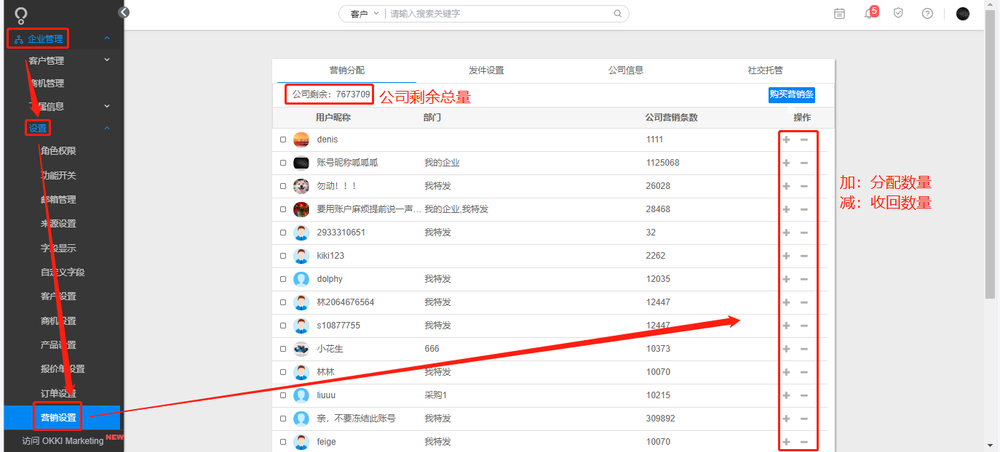 客户
请输入搜索关键字
5
企业管理
客户管理
商机管理
属信息
设置
角色权限
功能开关
邮箱管理
来源设置
字段显示
自定义字段
客户设置
商机设置
产品设置
报价单设置
订单设置
营销设置
访问 OKKI Marketing NEW
营销分配 发件设置 公司信息 社交托管
公司剩余：7673709 公司剩余总量 购买营销条
用户昵称 部门 公司营销条数 操作
denis 1111
账号昵称呱呱呱 我的企业 1125068
勿动！！！ 我特发 26028
要用账户麻烦提前说一声... 我的企业,我特发 28468
2933310651 我特发 32
kiki123 2262
dolphy 我特发 12035
林2064676564 我特发 12447
s10877755 我特发 12447
小花生 666 10373
林林 我特发 10070
liuuu 采购1 10215
亲，不要冻结此账号 我特发 309892
feige 我特发 10070
加：分配数量
减：收回数量